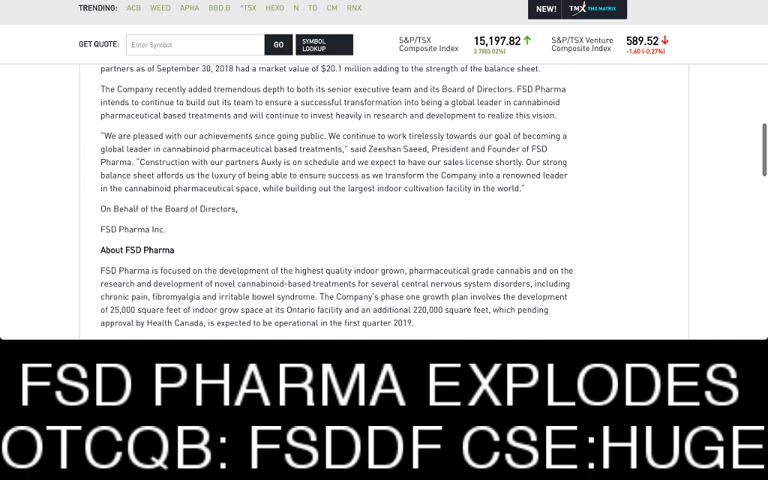 TRENDING: ACB WEED APHA BBD.B ^TSX HEXO N TD CM RNX
NEW! TMX TMX MATRIX
GET QUOTE: Enter Symbol GO SYMBOL LOOKUP
S&P/TSX Composite Index 15,197.82 3.78(0.02%)
S&P/TSX Venture Composite Index 589.52 -1.60 (-0.27%)
partners as of September 30, 2018 had a market value of $20.1 million adding to the strength of the balance sheet.
The Company recently added tremendous depth to both its senior executive team and its Board of Directors. FSD Pharma
intends to continue to build out its team to ensure a successful transformation into being a global leader in cannabinoid
pharmaceutical based treatments and will continue to invest heavily in research and development to realize this vision.
"We are pleased with our achievements since going public. We continue to work tirelessly towards our goal of becoming a
global leader in cannabinoid pharmaceutical based treatments," said Zeeshan Saeed, President and Founder of FSD
Pharma. "Construction with our partners Auxly is on schedule and we expect to have our sales license shortly. Our strong
balance sheet affords us the luxury of being able to ensure success as we transform the Company into a renowned leader
in the cannabinoid pharmaceutical space, while building out the largest indoor cultivation facility in the world."
On Behalf of the Board of Directors,
FSD Pharma Inc.
About FSD Pharma
FSD Pharma is focused on the development of the highest quality indoor grown, pharmaceutical grade cannabis and on the
research and development of novel cannabinoid-based treatments for several central nervous system disorders, including
chronic pain, fibromyalgia and irritable bowel syndrome. The Company's phase one growth plan involves the development
of 25,000 square feet of indoor grow space at its Ontario facility and an additional 220,000 square feet, which pending
approval by Health Canada, is expected to be operational in the first quarter 2019.
FSD PHARMA EXPLODES
OTCQB: FSDDF CSE:HUGE